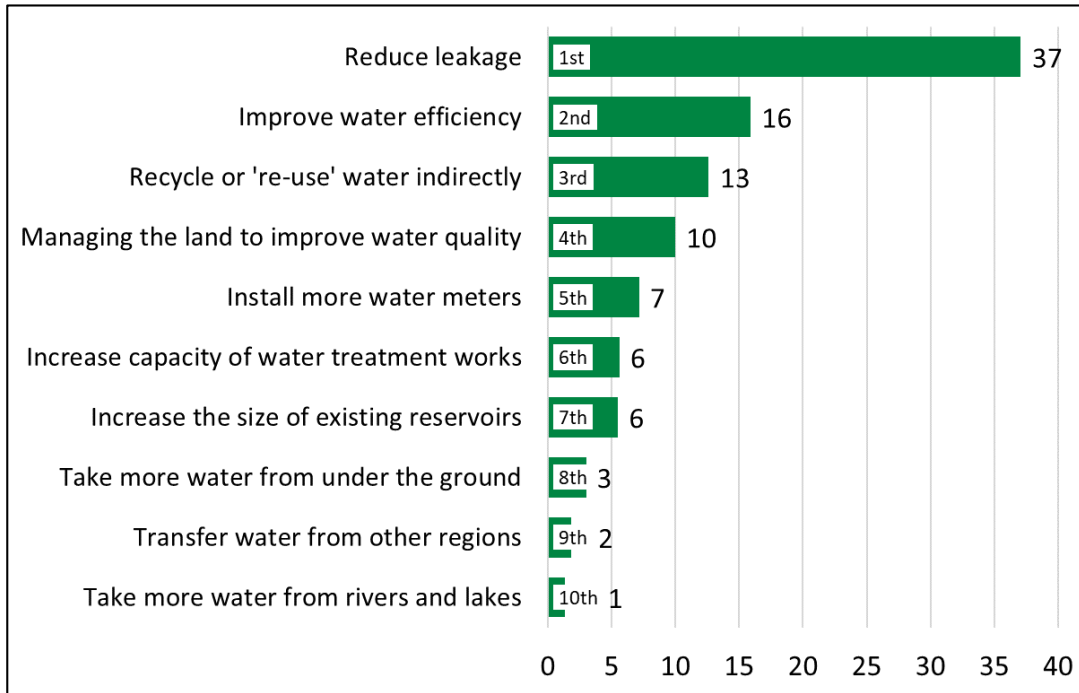 Reduce leakage 1st 37
Improve water efficiency 2nd 16
Recycle or 're-use' water indirectly 3rd 13
Managing the land to improve water quality 4th 10
Install more water meters 5th 7
Increase capacity of water treatment works 6th 6
Increase the size of existing reservoirs 7th 6
Take more water from under the ground 8th 3
Transfer water from other regions 9th 2
Take more water from rivers and lakes 10th 1
0 5 10 15 20 25 30 35 40